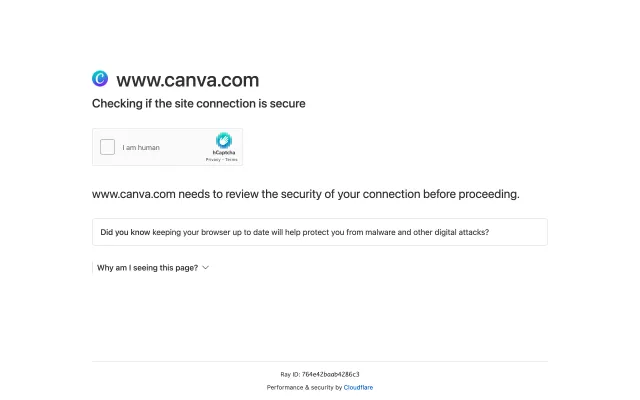 www.canva.com
Checking if the site connection is secure
I am human
hCaptcha
Privacy - Terms
www.canva.com needs to review the security of your connection before proceeding.
Did you know keeping your browser up to date will help protect you from malware and other digital attacks?
Why am I seeing this page?
Ray ID: 764e42baab4286c3
Performance & security by Cloudflare